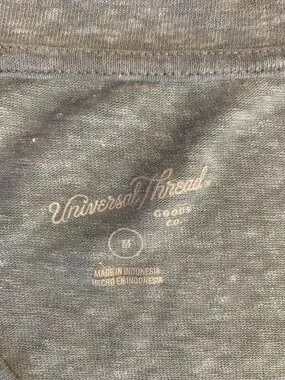 Universal Thread®
GOODS
CO.
M
MADE IN INDONESIA
HECHO EN INDONESIA